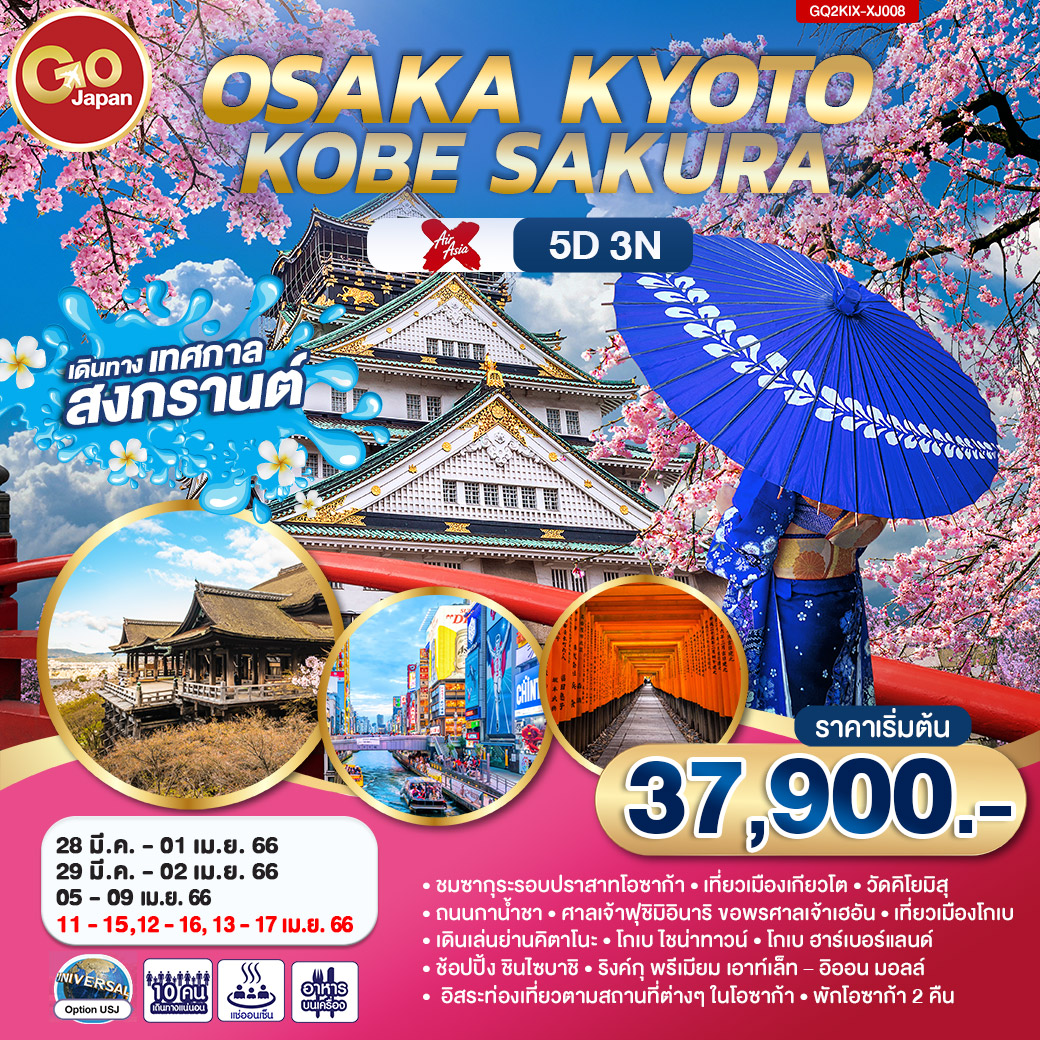 GQ2KIX-XJ008
GO
Japan
OSAKA KYOTO
KOBE SAKURA
Air
Asia
X
5D 3N
เดินทาง เทศกาล
สงกรานต์
ราคาเริ่มต้น
37,900.-
28 มี.ค. - 01 เม.ย. 66
29 มี.ค. - 02 เม.ย. 66
05 - 09 เม.ย. 66
11 - 15,12 - 16, 13 - 17 เม.ย. 66
• ชมซากุระรอบปราสาทโอซาก้า • เที่ยวเมืองเกียวโต • วัดคิโยมิสุ
• ถนนกาน้ำชา • ศาลเจ้าฟุชิมิอินาริ ขอพรศาลเจ้าเฮอัน • เที่ยวเมืองโกเบ
• เดินเล่นย่านคิตาโนะ • โกเบ ไชน่าทาวน์ • โกเบ ฮาร์เบอร์แลนด์
• ช้อปปิ้ง ชินไซบาชิ • ริงค์กุ พรีเมียม เอาท์เล็ท – อิออน มอลล์
• อิสระท่องเที่ยวตามสถานที่ต่างๆ ในโอซาก้า • พักโอซาก้า 2 คืน
UNIVERSAL
Option USJ
10 คน
เดินทางแน่นอน
แช่ออนเซ็น
อาหาร
บนเครื่อง